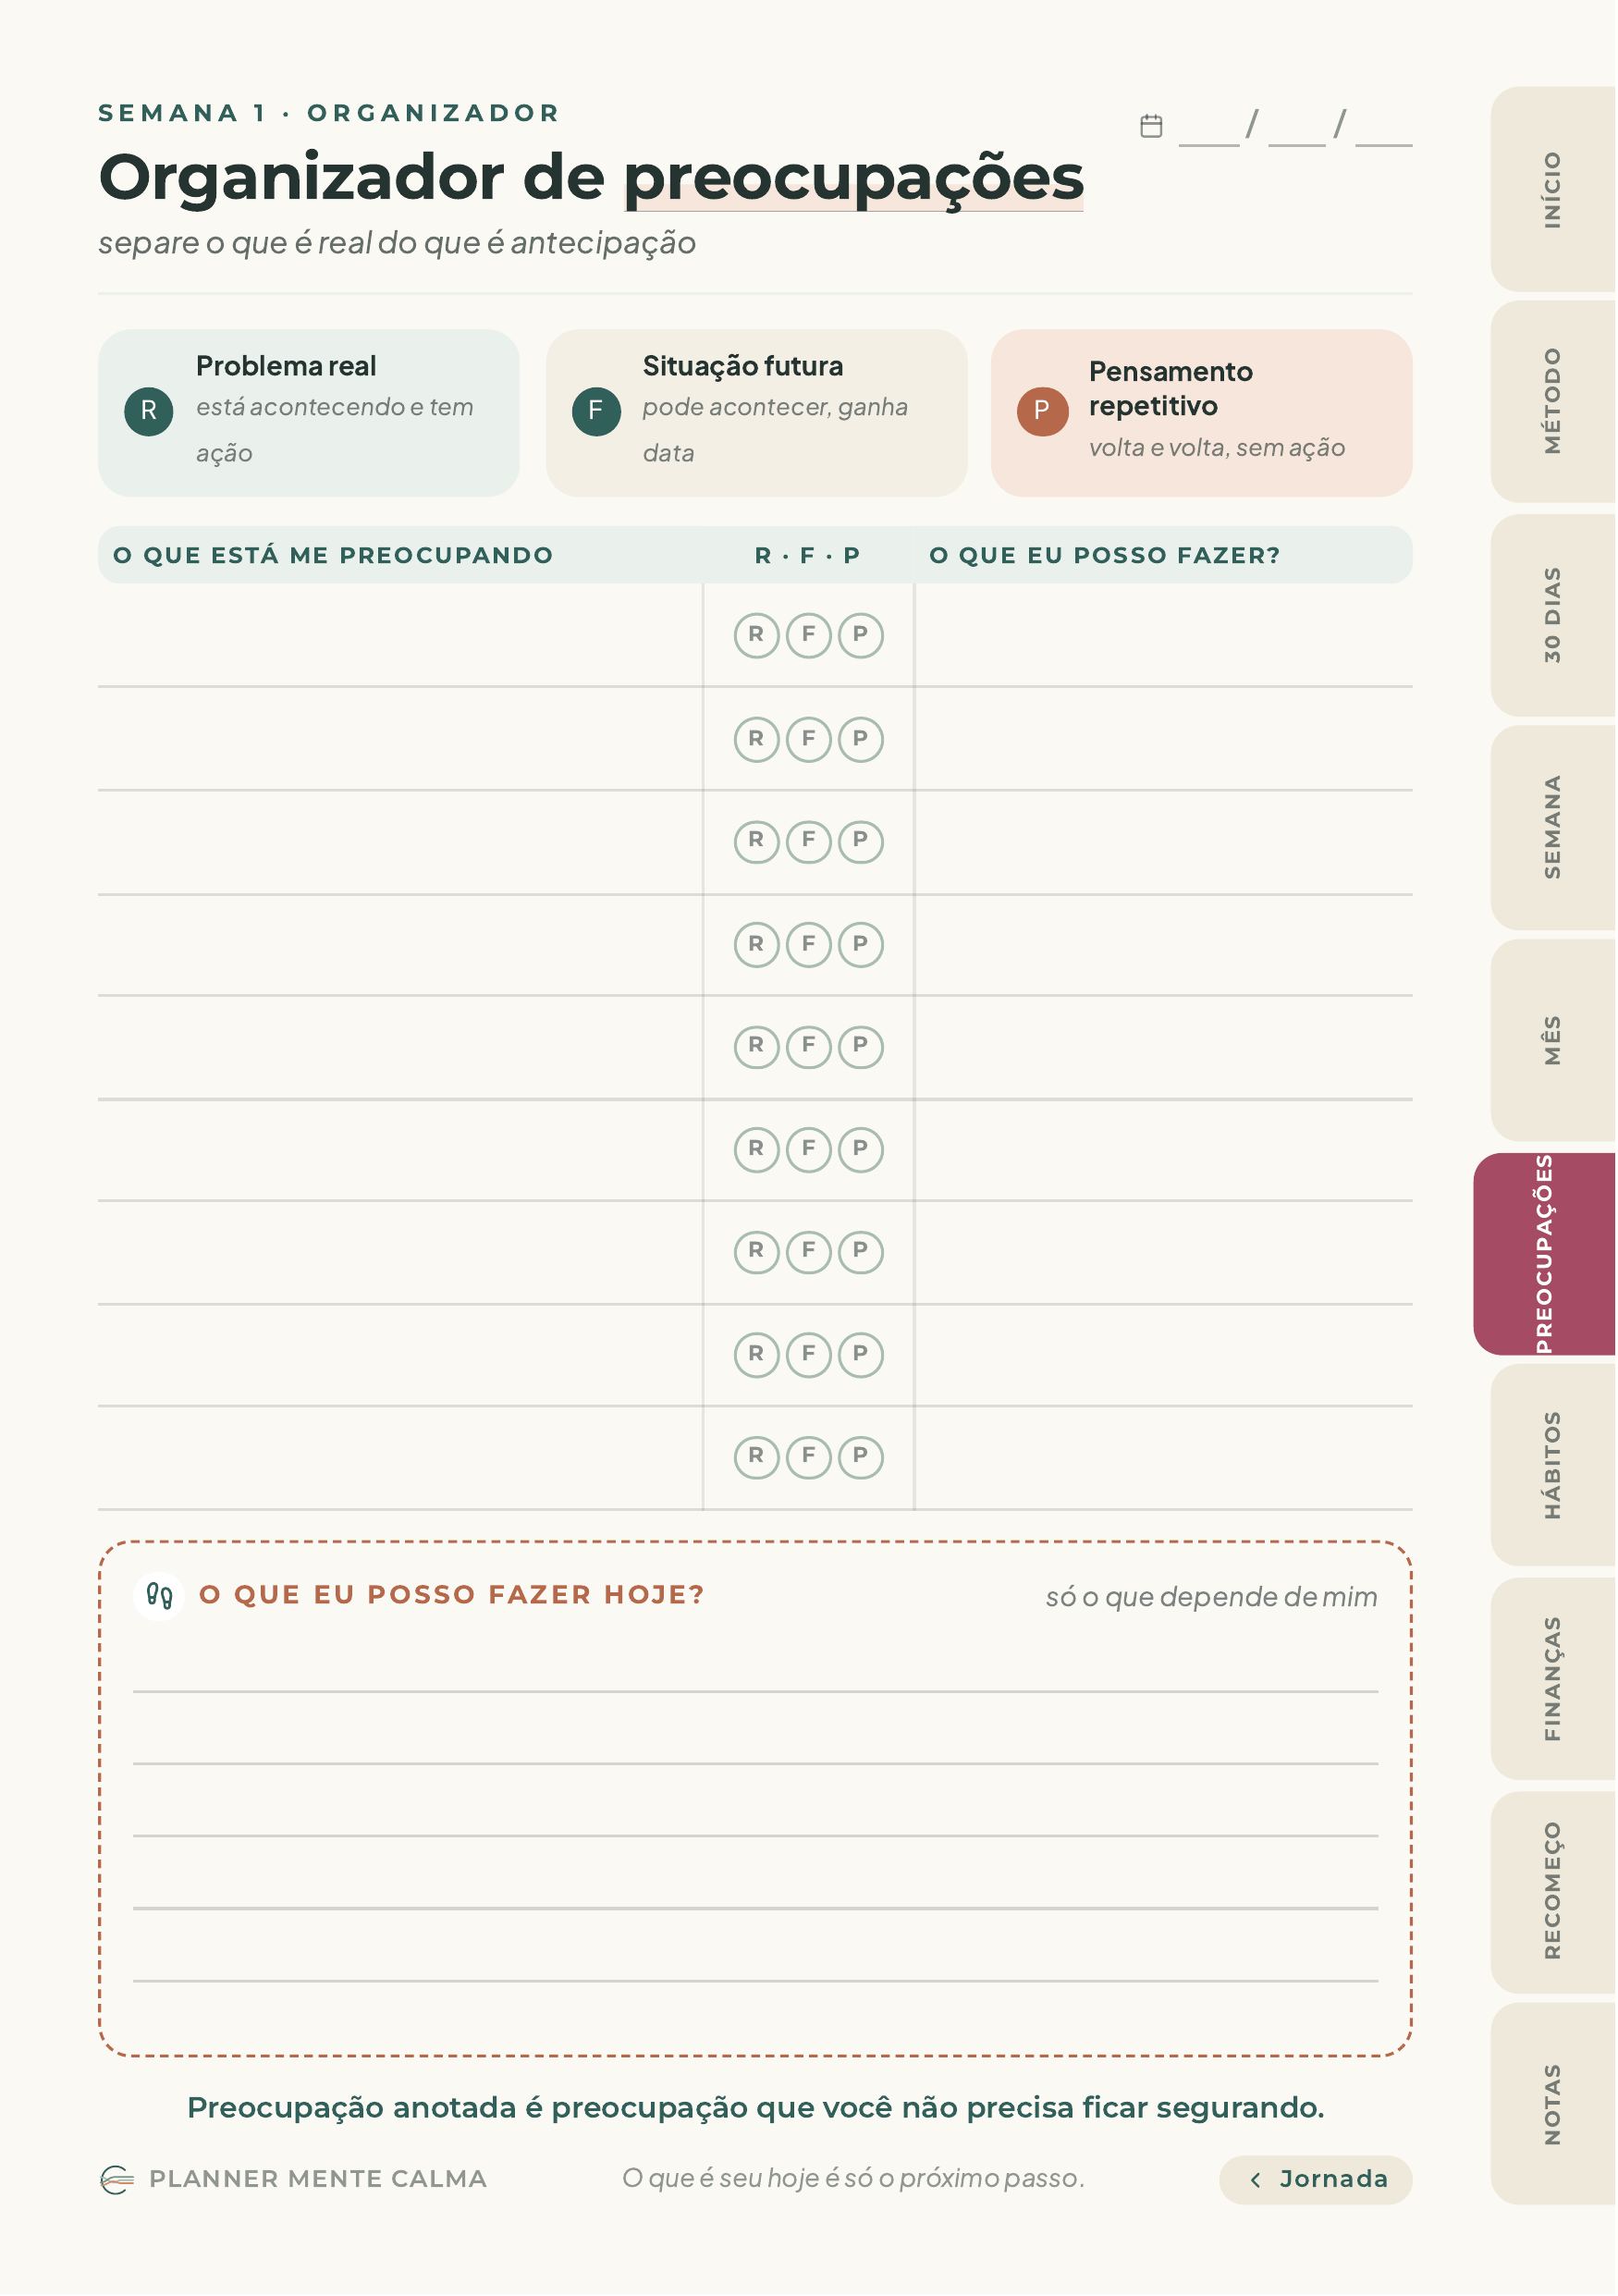 SEMANA 1 · ORGANIZADOR
___/___/___
Organizador de preocupações
separe o que é real do que é antecipação
R
Problema real
está acontecendo e tem
ação
F
Situação futura
pode acontecer, ganha
data
P
Pensamento
repetitivo
volta e volta, sem ação
O QUE ESTÁ ME PREOCUPANDO R · F · P O QUE EU POSSO FAZER?
R F P
R F P
R F P
R F P
R F P
R F P
R F P
R F P
R F P
O QUE EU POSSO FAZER HOJE? só o que depende de mim
Preocupação anotada é preocupação que você não precisa ficar segurando.
PLANNER MENTE CALMA O que é seu hoje é só o próximo passo. ‹ Jornada
INÍCIO
MÉTODO
30 DIAS
SEMANA
MÊS
PREOCUPAÇÕES
HÁBITOS
FINANÇAS
RECOMEÇO
NOTAS